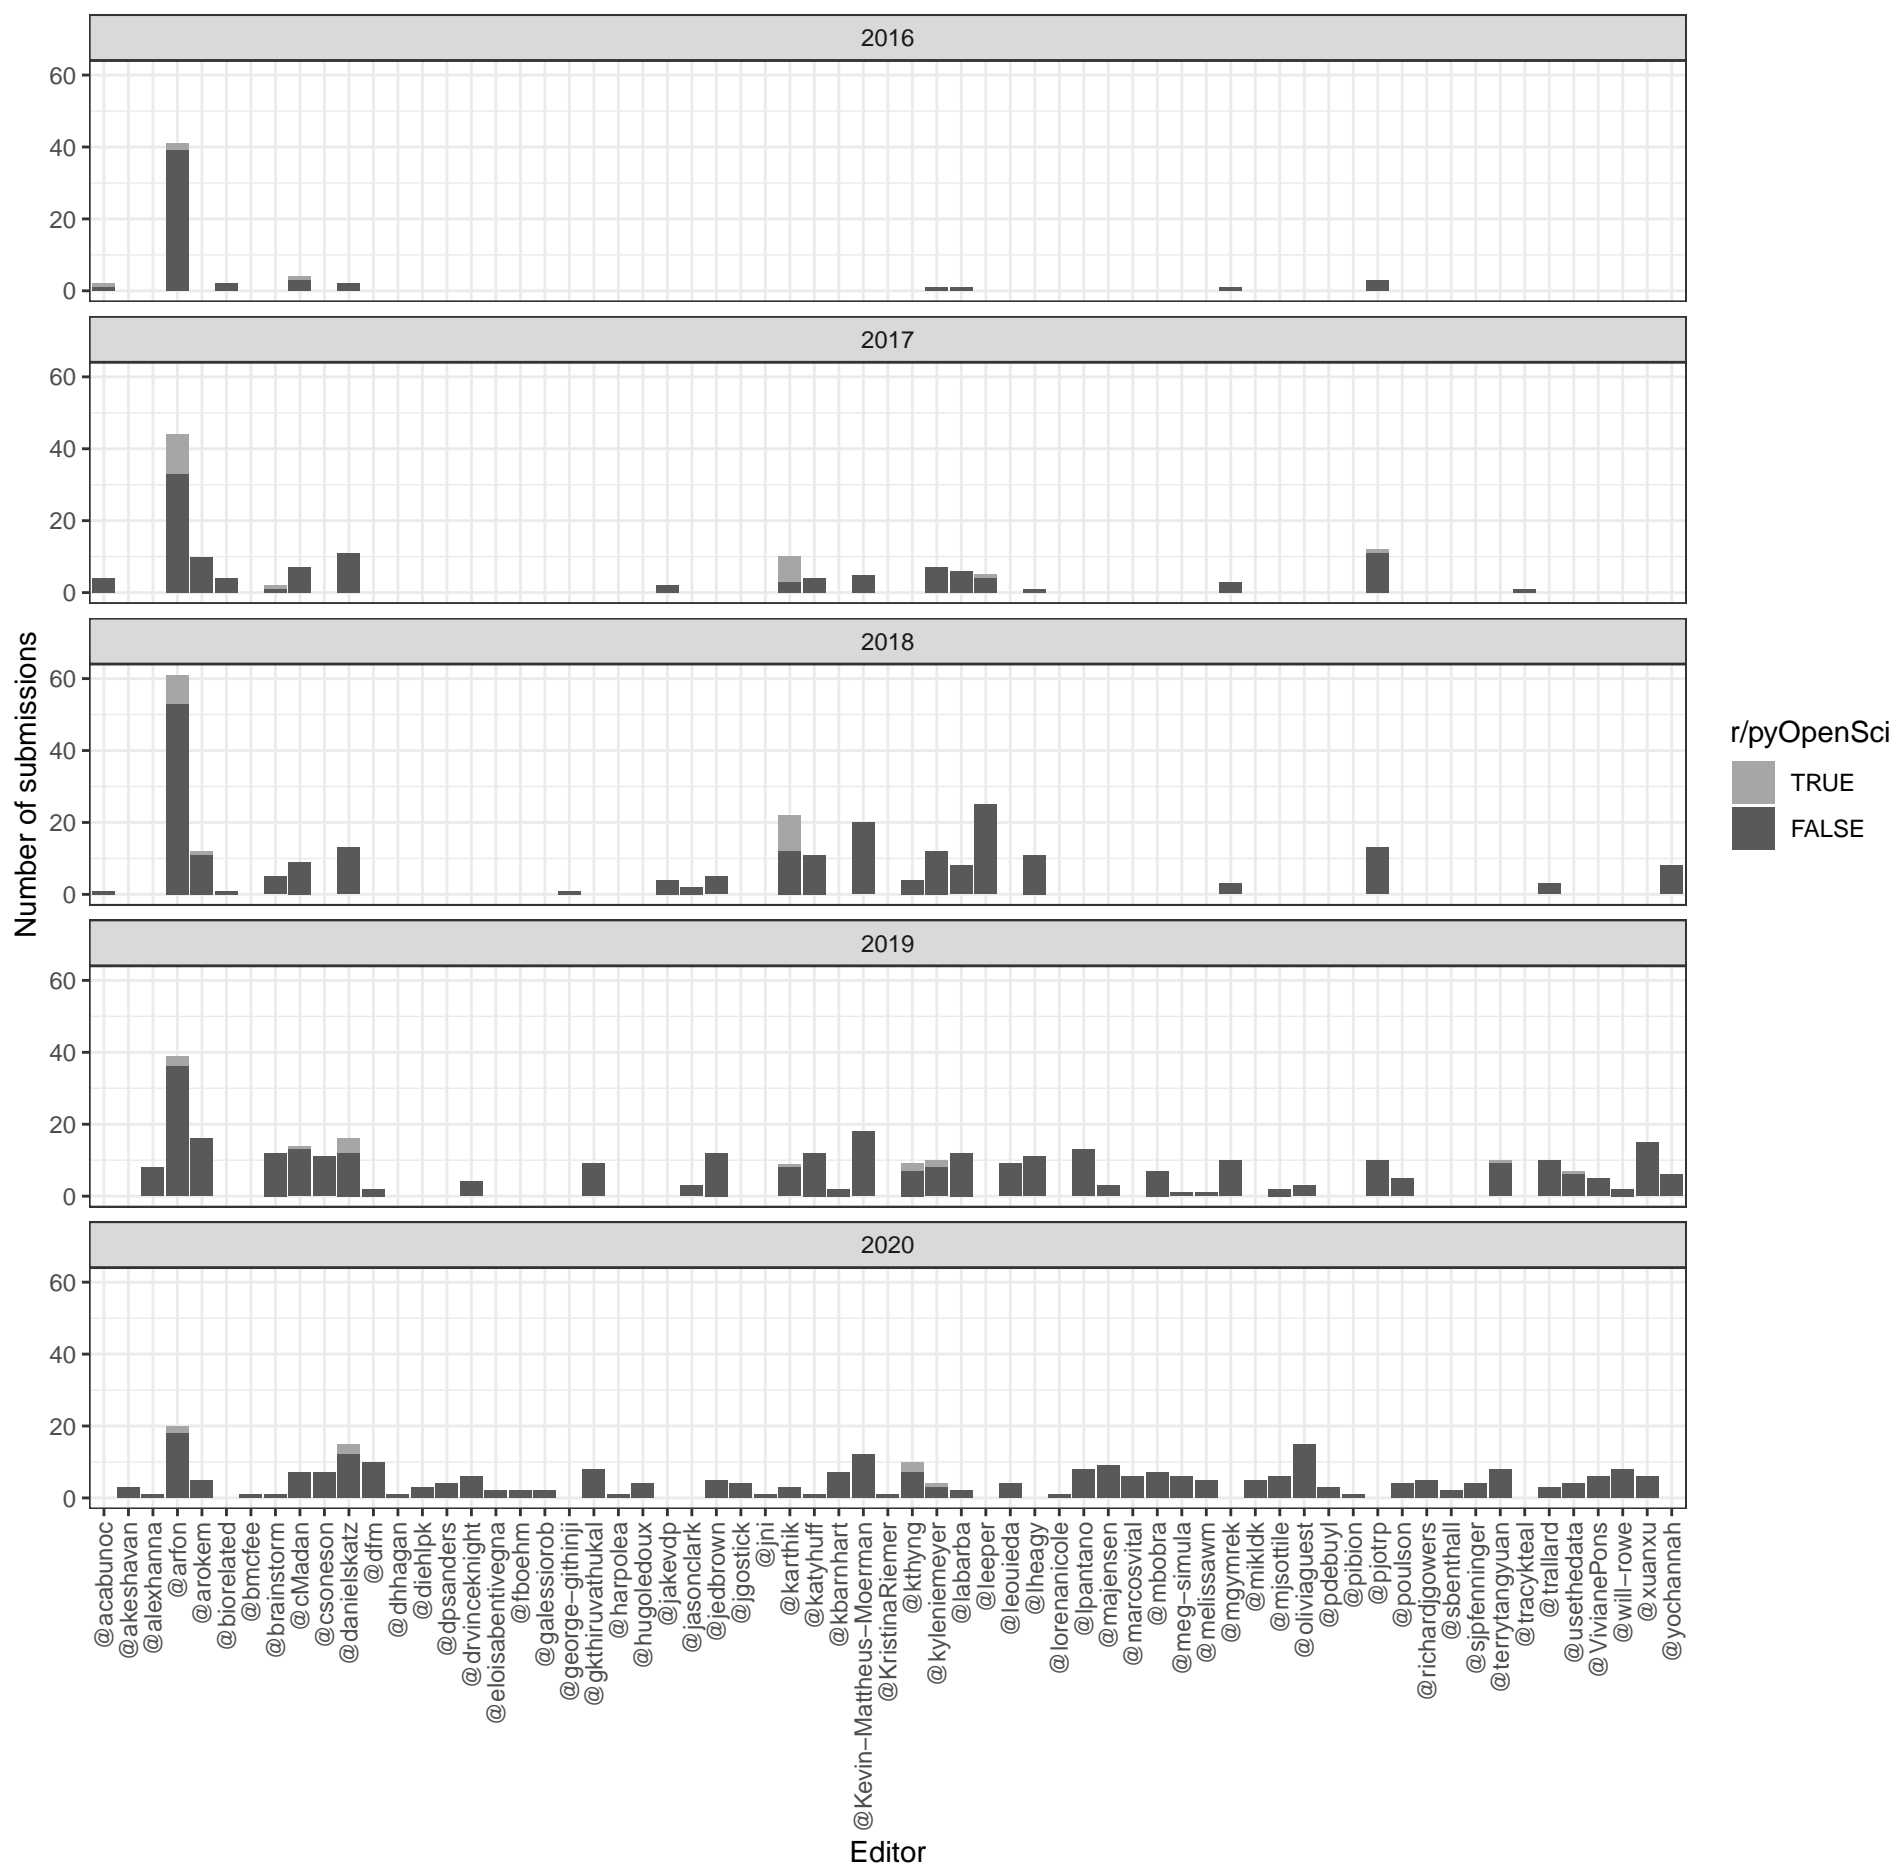 2016
60
40
20
0
2017
60
40
20
0
2018
60
40
20
0
2019
60
40
20
0
2020
60
40
20
0
Number of submissions
@acabunoc
@akeshavan
@alexhanna
@arfon
@arokem
@biorelated
@bmcfee
@brainstorm
@cMadan
@csoneson
@danielskatz
@dfm
@dhhagan
@diehlpk
@dpsanders
@drvinceknight
@eloisabentivegna
@fboehm
@galessiorob
@george−githinji
@gkthiruvathukal
@harpolea
@hugoledoux
@jakevdp
@jasonclark
@jedbrown
@jgostick
@jni
@karthik
@katyhuff
@kbarnhart
@Kevin−Mattheus−Moerman
@KristinaRiemer
@kthyng
@kyleniemeyer
@labarba
@leeper
@leouieda
@lheagy
@lorenanicole
@lpantano
@majensen
@marcosvital
@mbobra
@meg−simula
@melissawm
@mgymrek
@mikldk
@mjsottile
@oliviaguest
@pdebuyl
@pibion
@pjotrp
@poulson
@richardjgowers
@sbenthall
@sjpfenninger
@terrytangyuan
@tracykteal
@trallard
@usethedata
@VivianePons
@will−rowe
@xuanxu
@yochannah
Editor
r/pyOpenSci
TRUE
FALSE